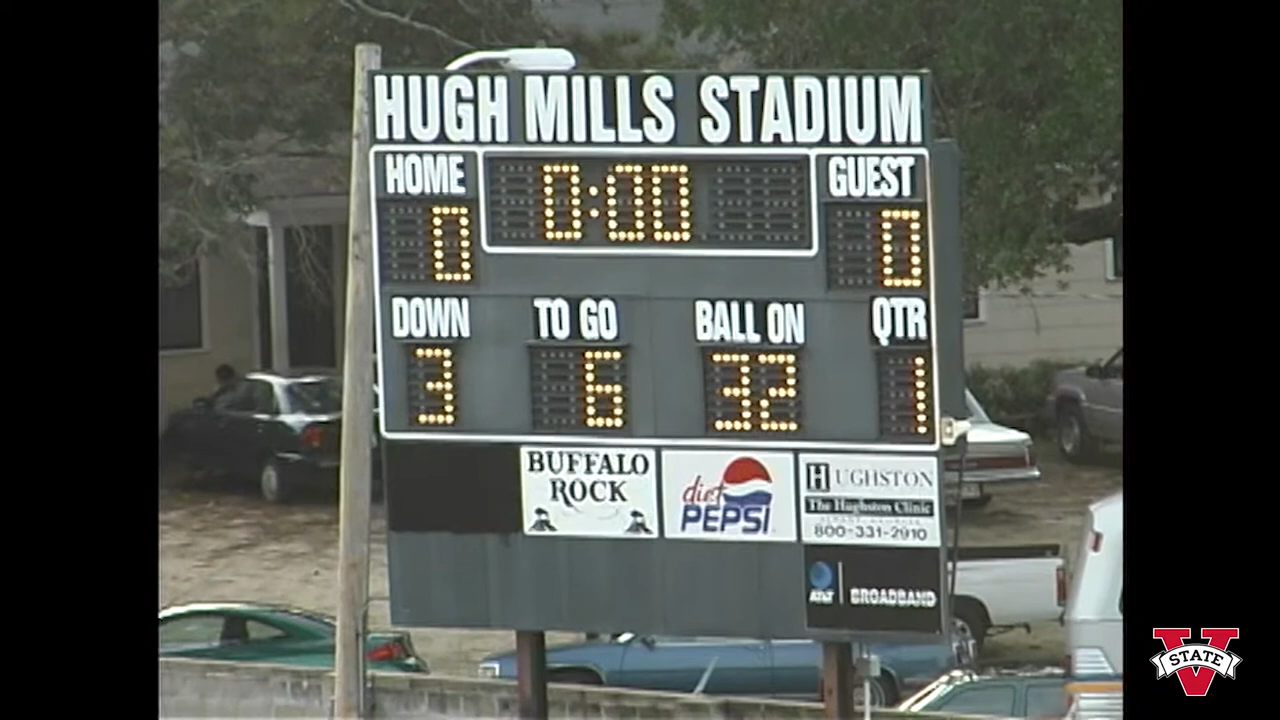 HUGH MILLS STADIUM
HOME
0:00
GUEST
0
0
DOWN
TO GO
BALL ON
QTR
3
6
32
1
BUFFALO
ROCK
diet
PEPSI
HUGHSTON
The Hughston Clinic
800-331-2910
AT&T
BROADBAND
V
STATE